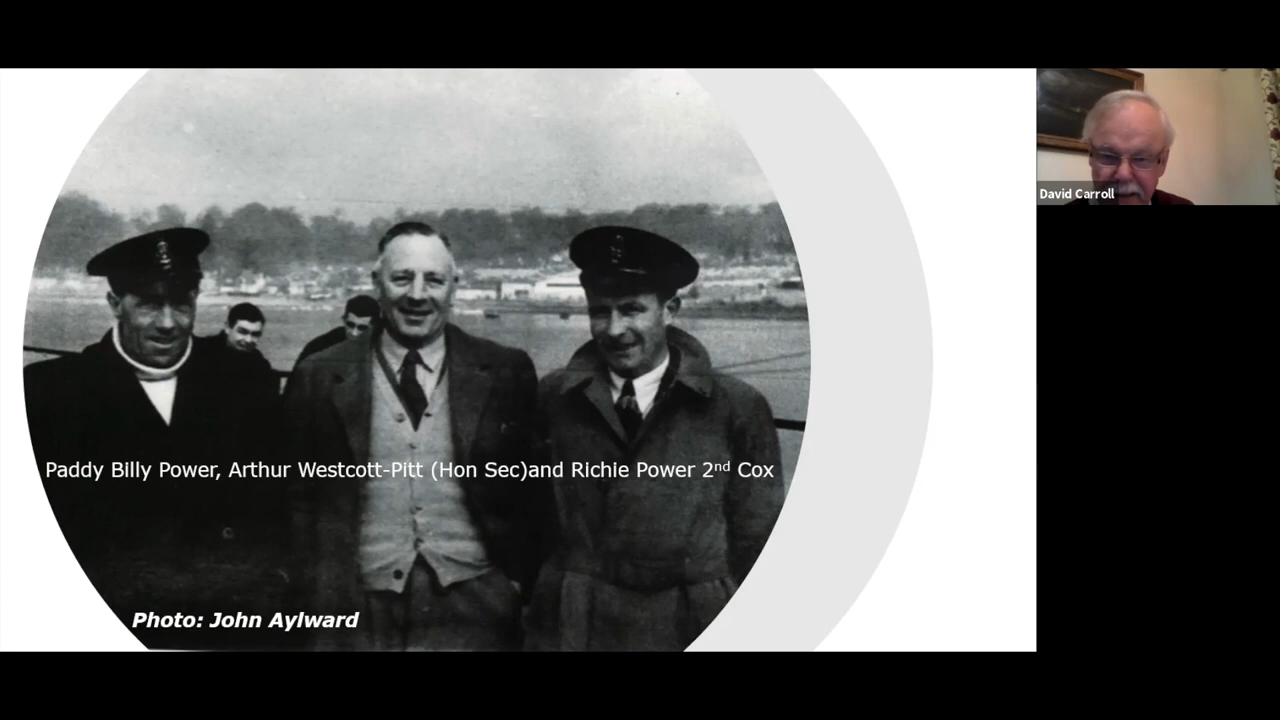 Paddy Billy Power, Arthur Westcott-Pitt (Hon Sec)and Richie Power 2nd Cox
Photo: John Aylward
David Carroll